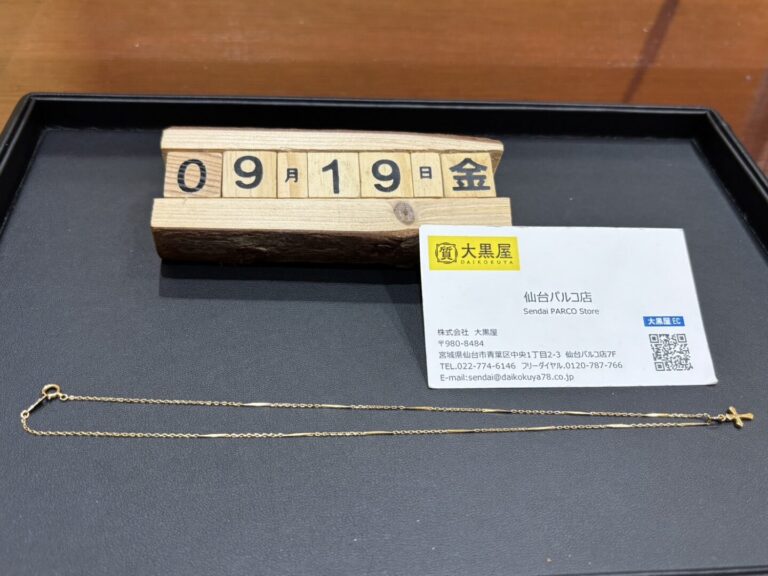 09月19日金
質 大黒屋
DAIKOKUYA
仙台パルコ店
Sendai PARCO Store
大黒屋 EC
株式会社 大黒屋
〒980-8484
宮城県仙台市青葉区中央1丁目2-3 仙台パルコ店7F
TEL.022-774-6146 フリーダイヤル.0120-787-766
E-mail:sendai@daikokuya78.co.jp